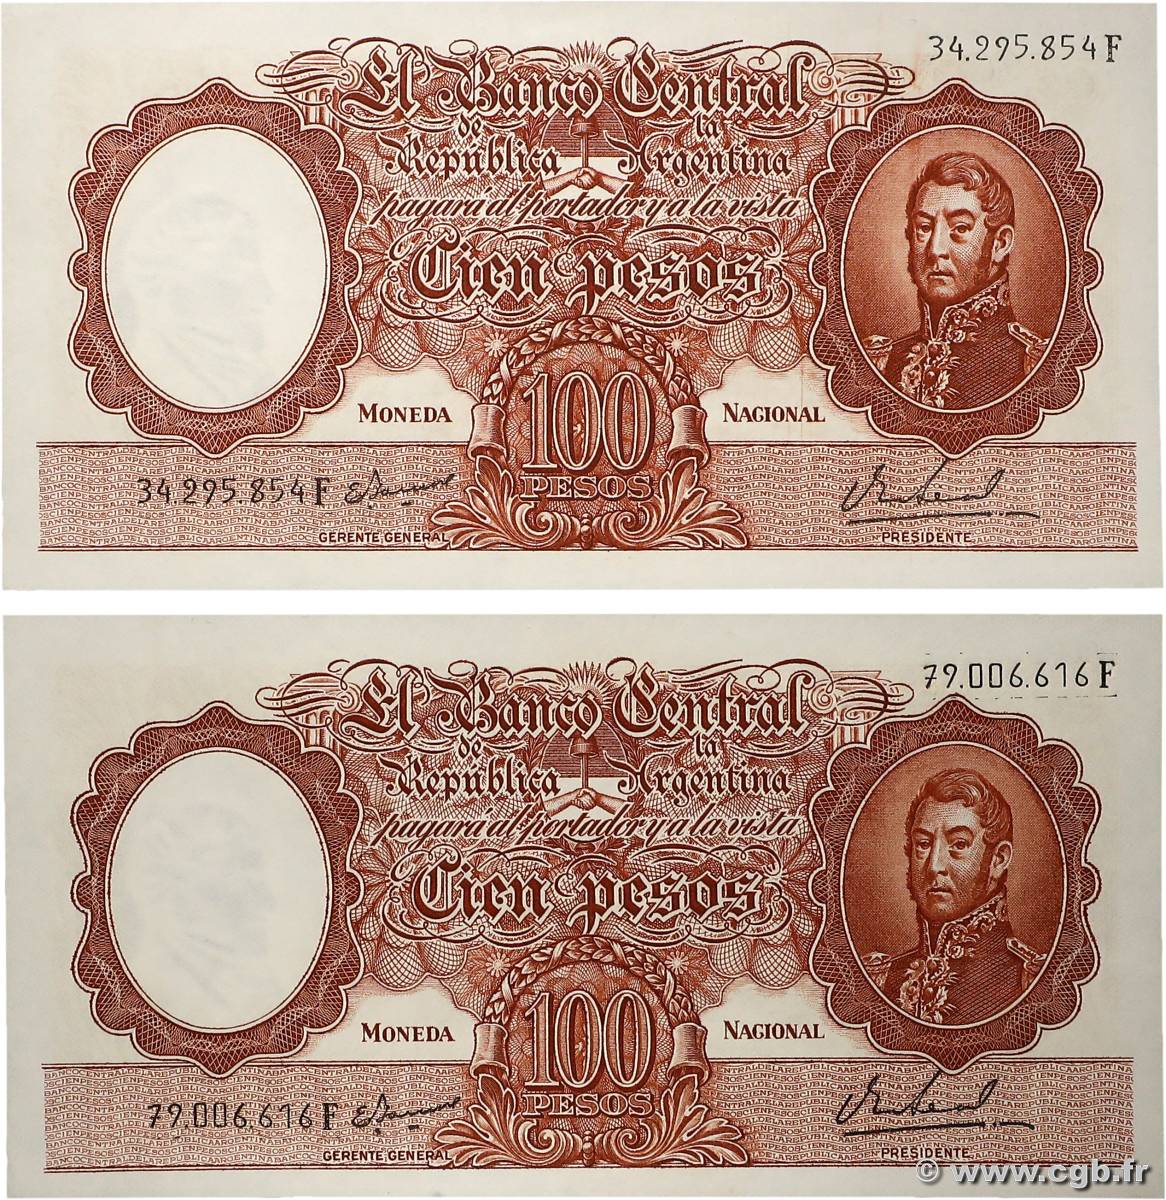 34.295.854 F
El Banco Central
de la
República Argentina
pagará al portador y a la vista
Cien pesos
100
MONEDA NACIONAL
PESOS
34.295.854 F
GERENTE GENERAL PRESIDENTE
79.006.616 F
El Banco Central
de la
República Argentina
pagará al portador y a la vista
Cien pesos
100
MONEDA NACIONAL
PESOS
79.006.616 F
GERENTE GENERAL PRESIDENTE
© www.cgb.fr
www.cgb.fr